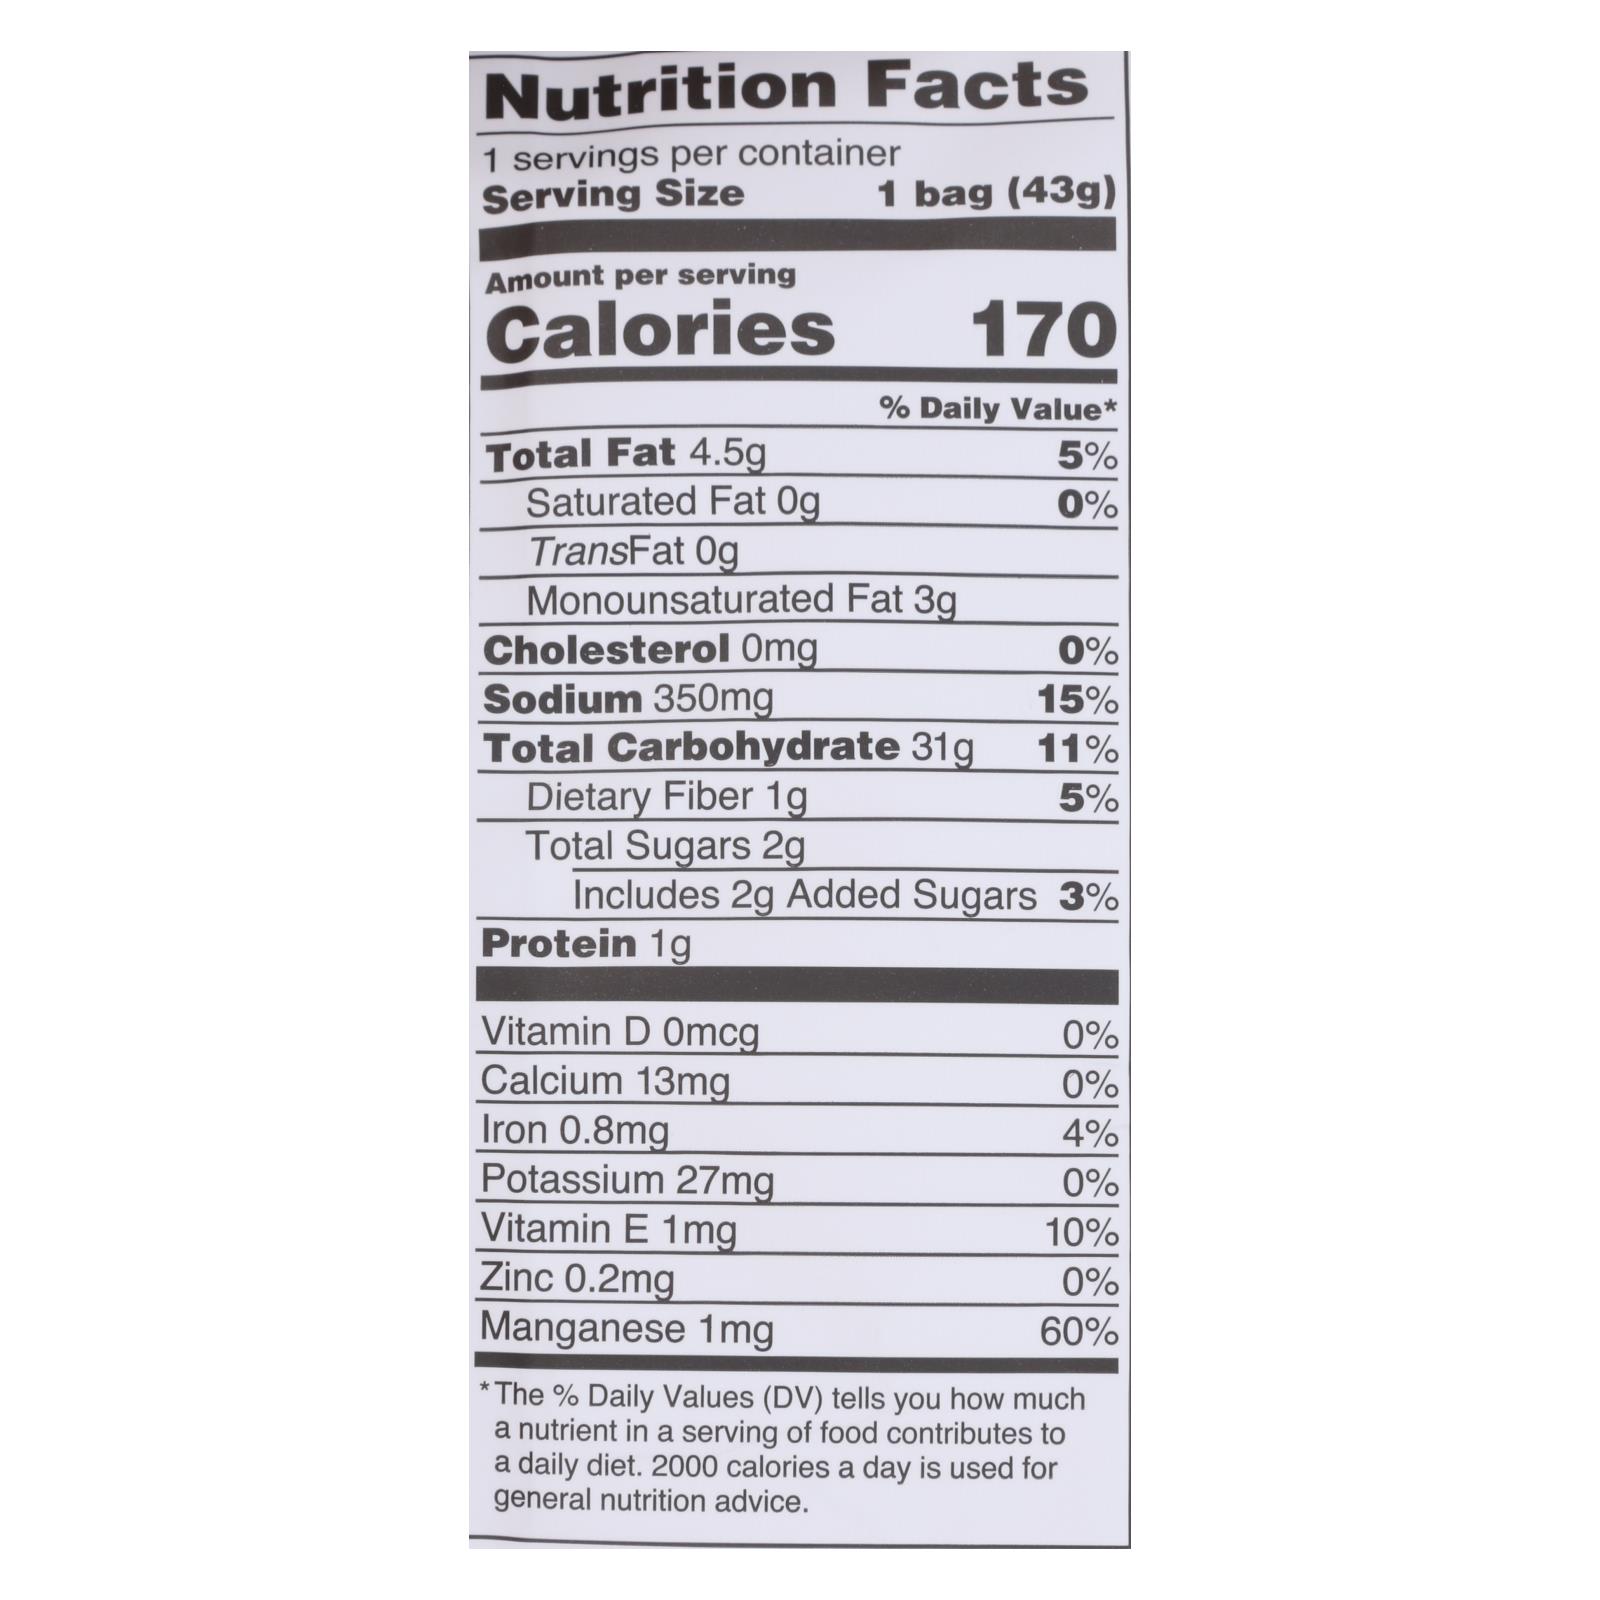 Nutrition Facts
1 servings per container
Serving Size 1 bag (43g)
Amount per serving
Calories 170
% Daily Value*
Total Fat 4.5g 5%
Saturated Fat 0g 0%
TransFat 0g
Monounsaturated Fat 3g
Cholesterol 0mg 0%
Sodium 350mg 15%
Total Carbohydrate 31g 11%
Dietary Fiber 1g 5%
Total Sugars 2g
Includes 2g Added Sugars 3%
Protein 1g
Vitamin D 0mcg 0%
Calcium 13mg 0%
Iron 0.8mg 4%
Potassium 27mg 0%
Vitamin E 1mg 10%
Zinc 0.2mg 0%
Manganese 1mg 60%
*The % Daily Values (DV) tells you how much
a nutrient in a serving of food contributes to
a daily diet. 2000 calories a day is used for
general nutrition advice.